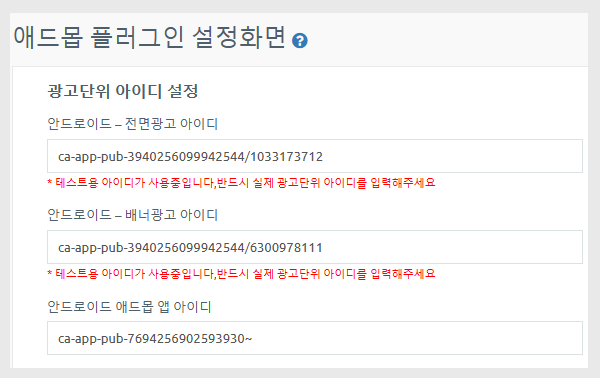 애드몹 플러그인 설정화면 ?
광고단위 아이디 설정
안드로이드 – 전면광고 아이디
ca-app-pub-3940256099942544/1033173712
* 테스트용 아이디가 사용중입니다,반드시 실제 광고단위 아이디를 입력해주세요
안드로이드 – 배너광고 아이디
ca-app-pub-3940256099942544/6300978111
* 테스트용 아이디가 사용중입니다,반드시 실제 광고단위 아이디를 입력해주세요
안드로이드 애드몹 앱 아이디
ca-app-pub-7694256902593930~